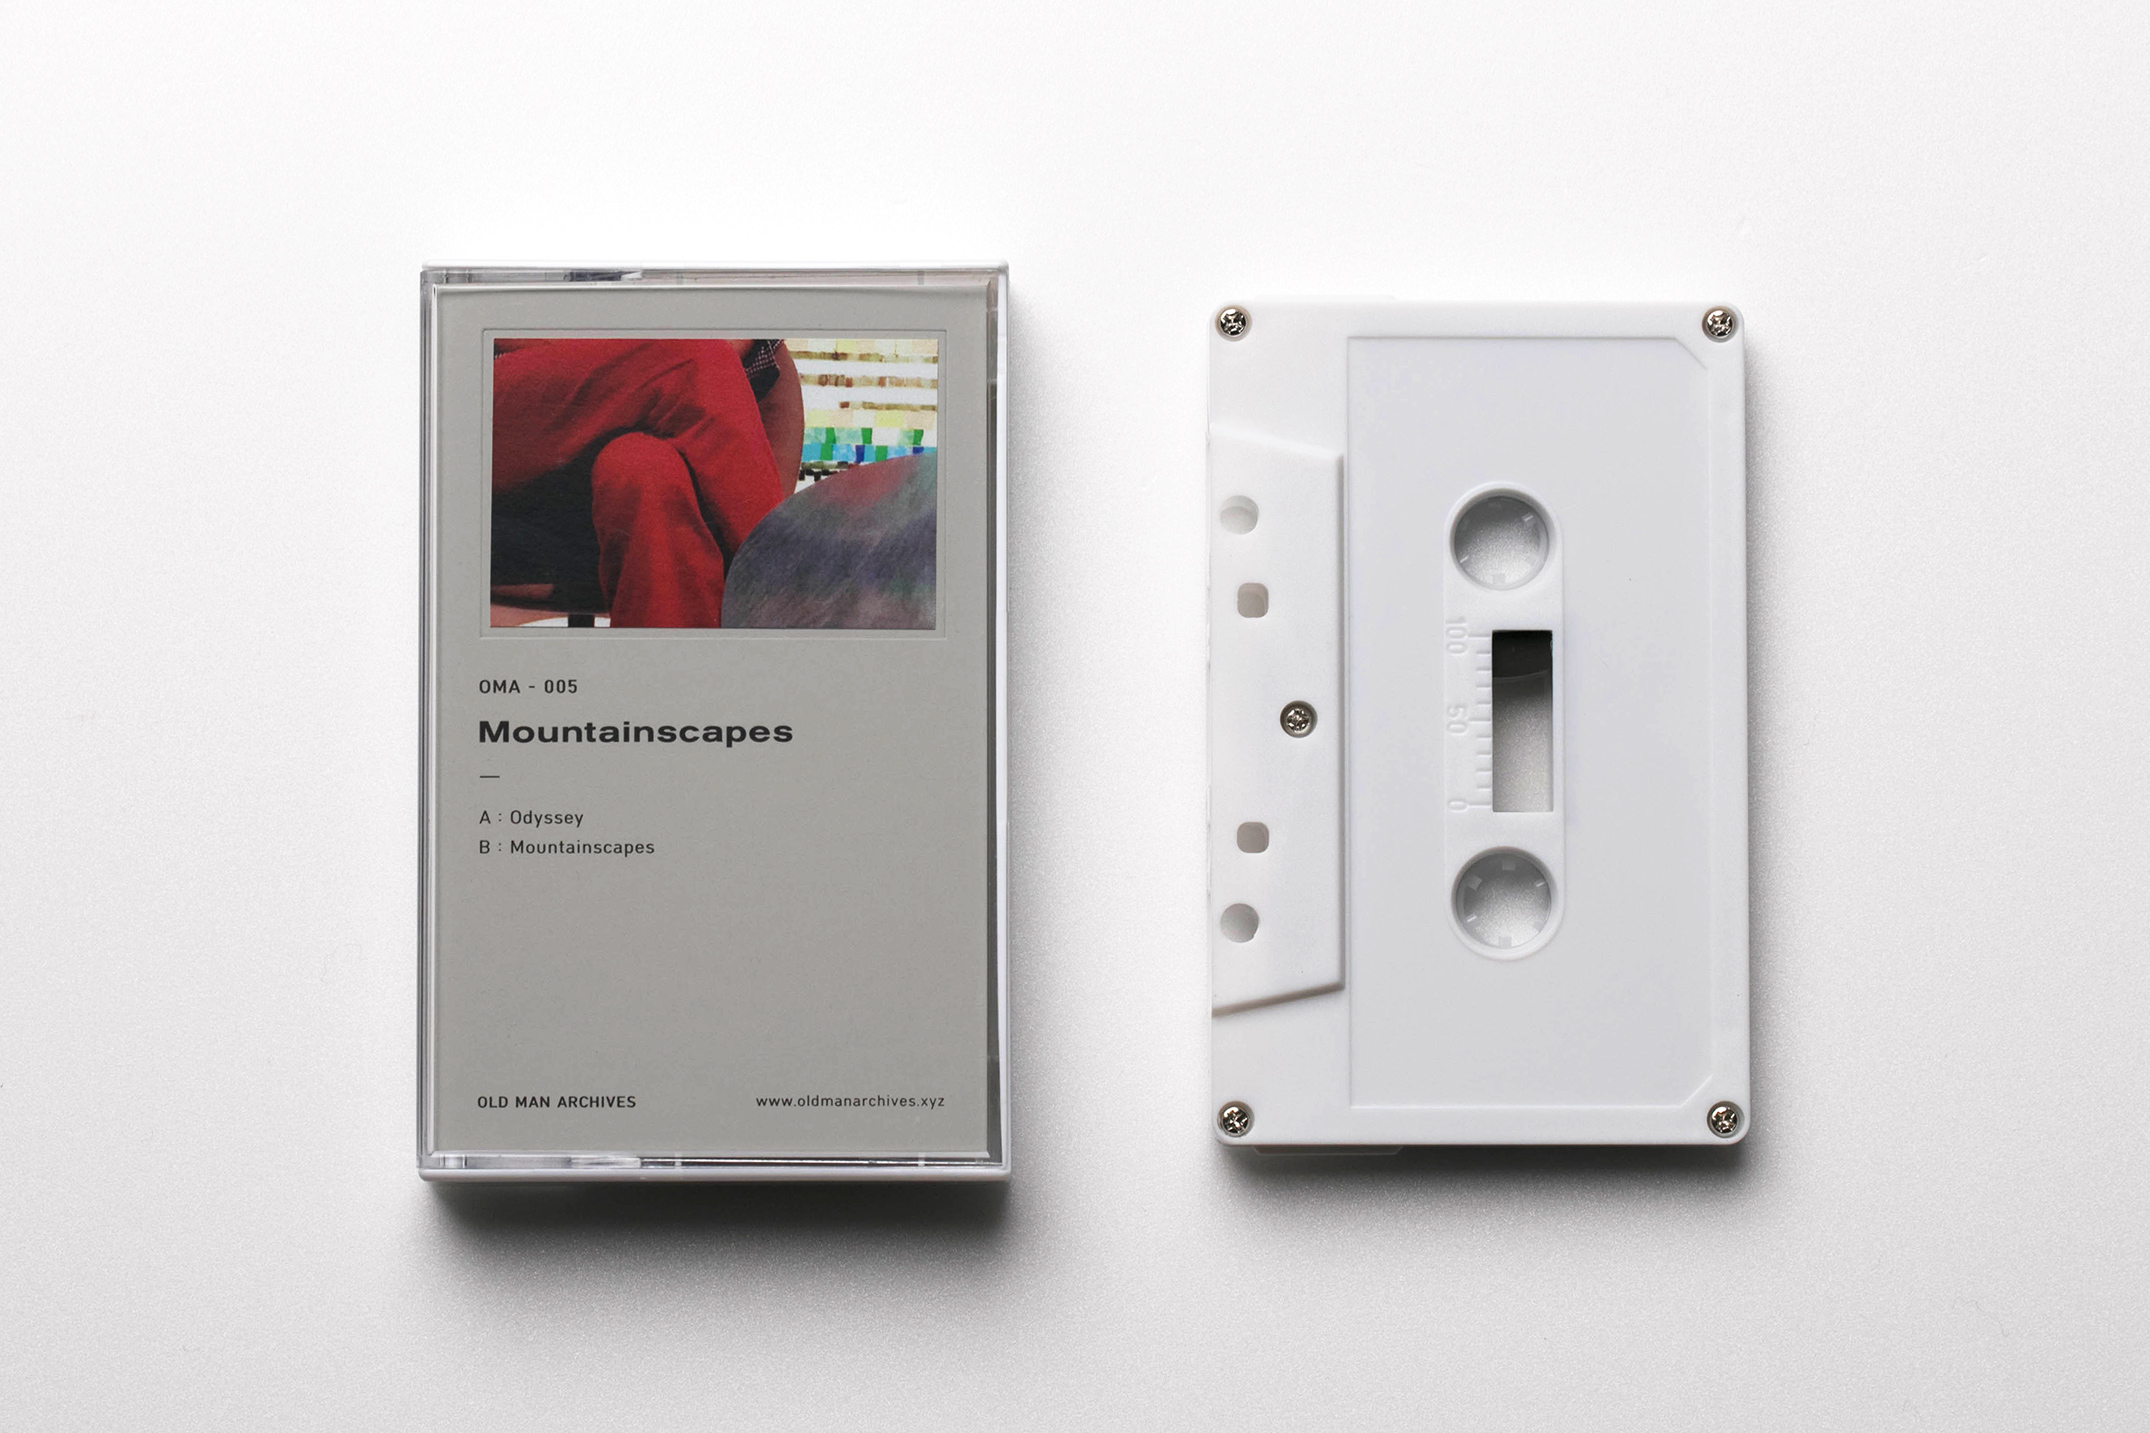 OMA - 005
Mountainscapes
—
A : Odyssey
B : Mountainscapes
OLD MAN ARCHIVES
www.oldmanarchives.xyz
100
50
0